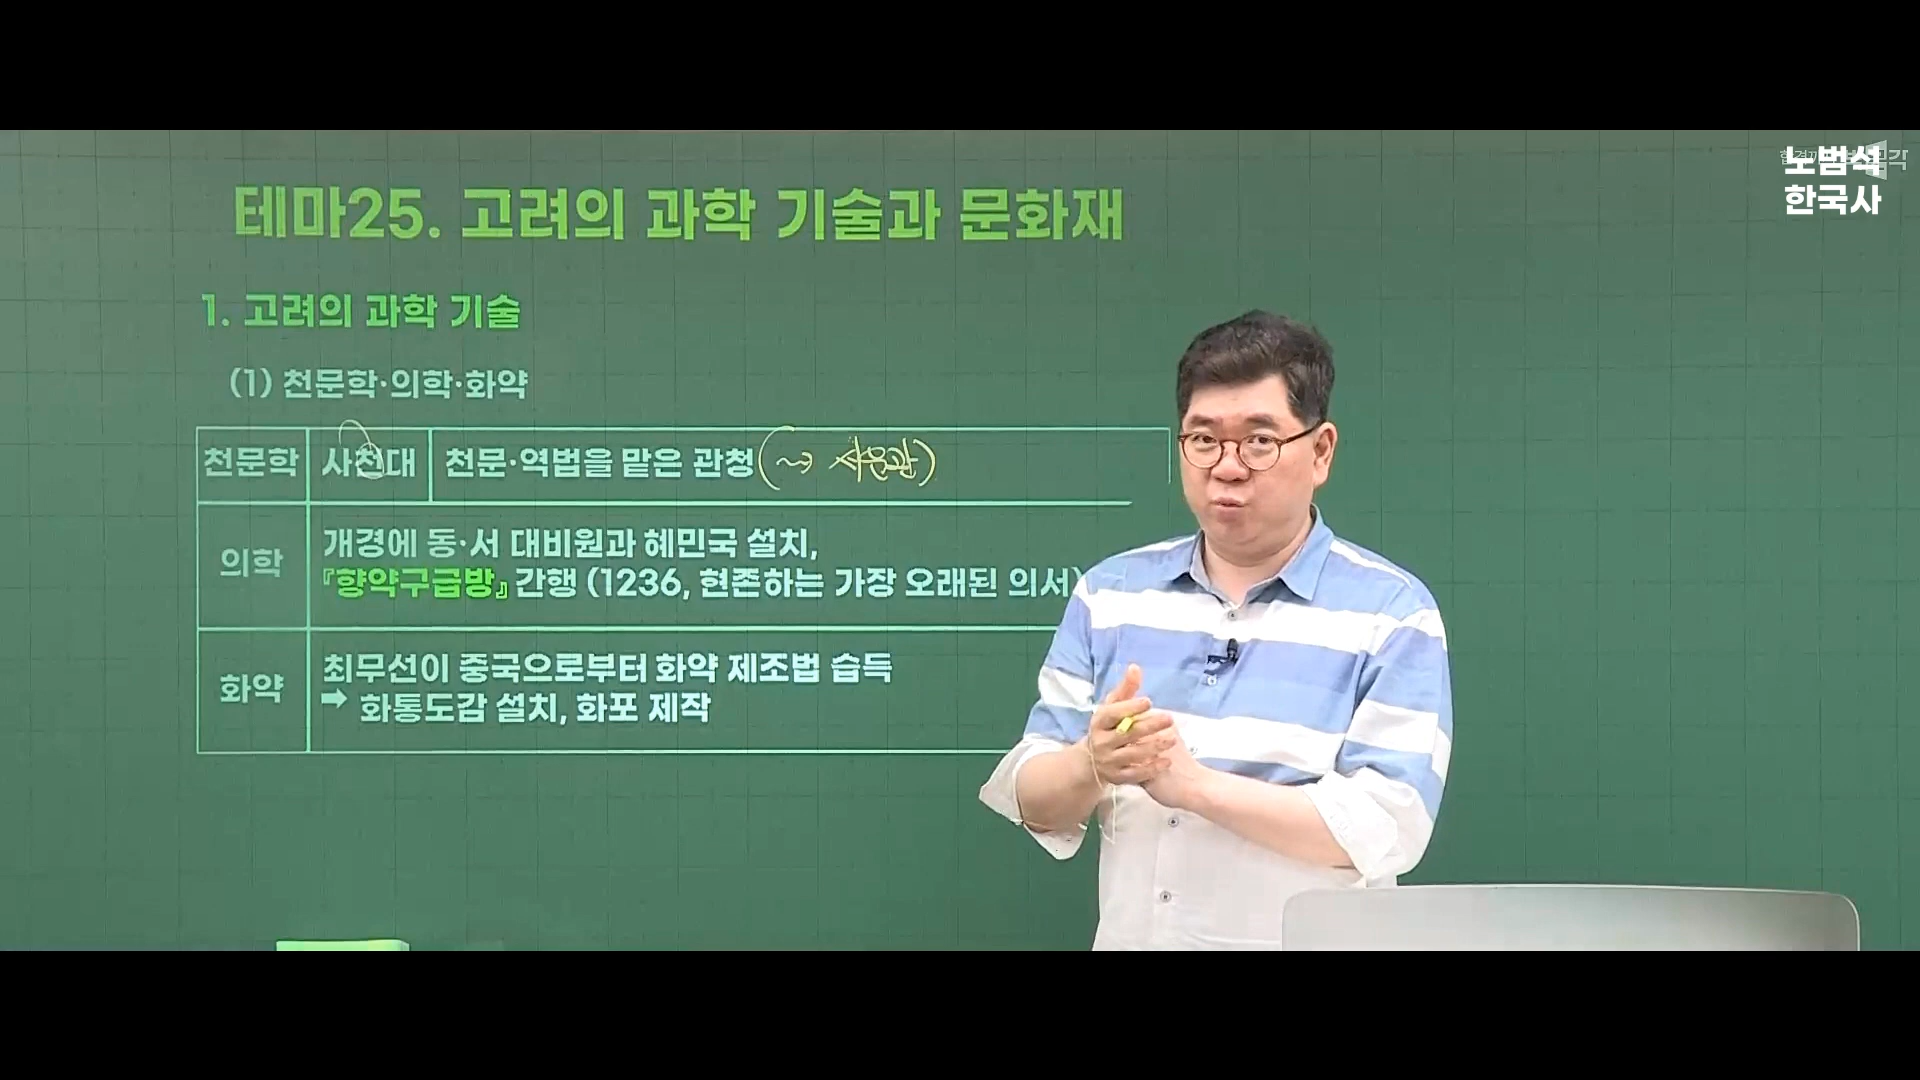 테마25. 고려의 과학 기술과 문화재
노범석
한국사
1. 고려의 과학 기술
(1) 천문학·의학·화약
천문학 사천대 천문·역법을 맡은 관청(→ 서운관)
의학 개경에 동·서 대비원과 혜민국 설치,
『향약구급방』 간행 (1236, 현존하는 가장 오래된 의서)
화약 최무선이 중국으로부터 화약 제조법 습득
➡ 화통도감 설치, 화포 제작